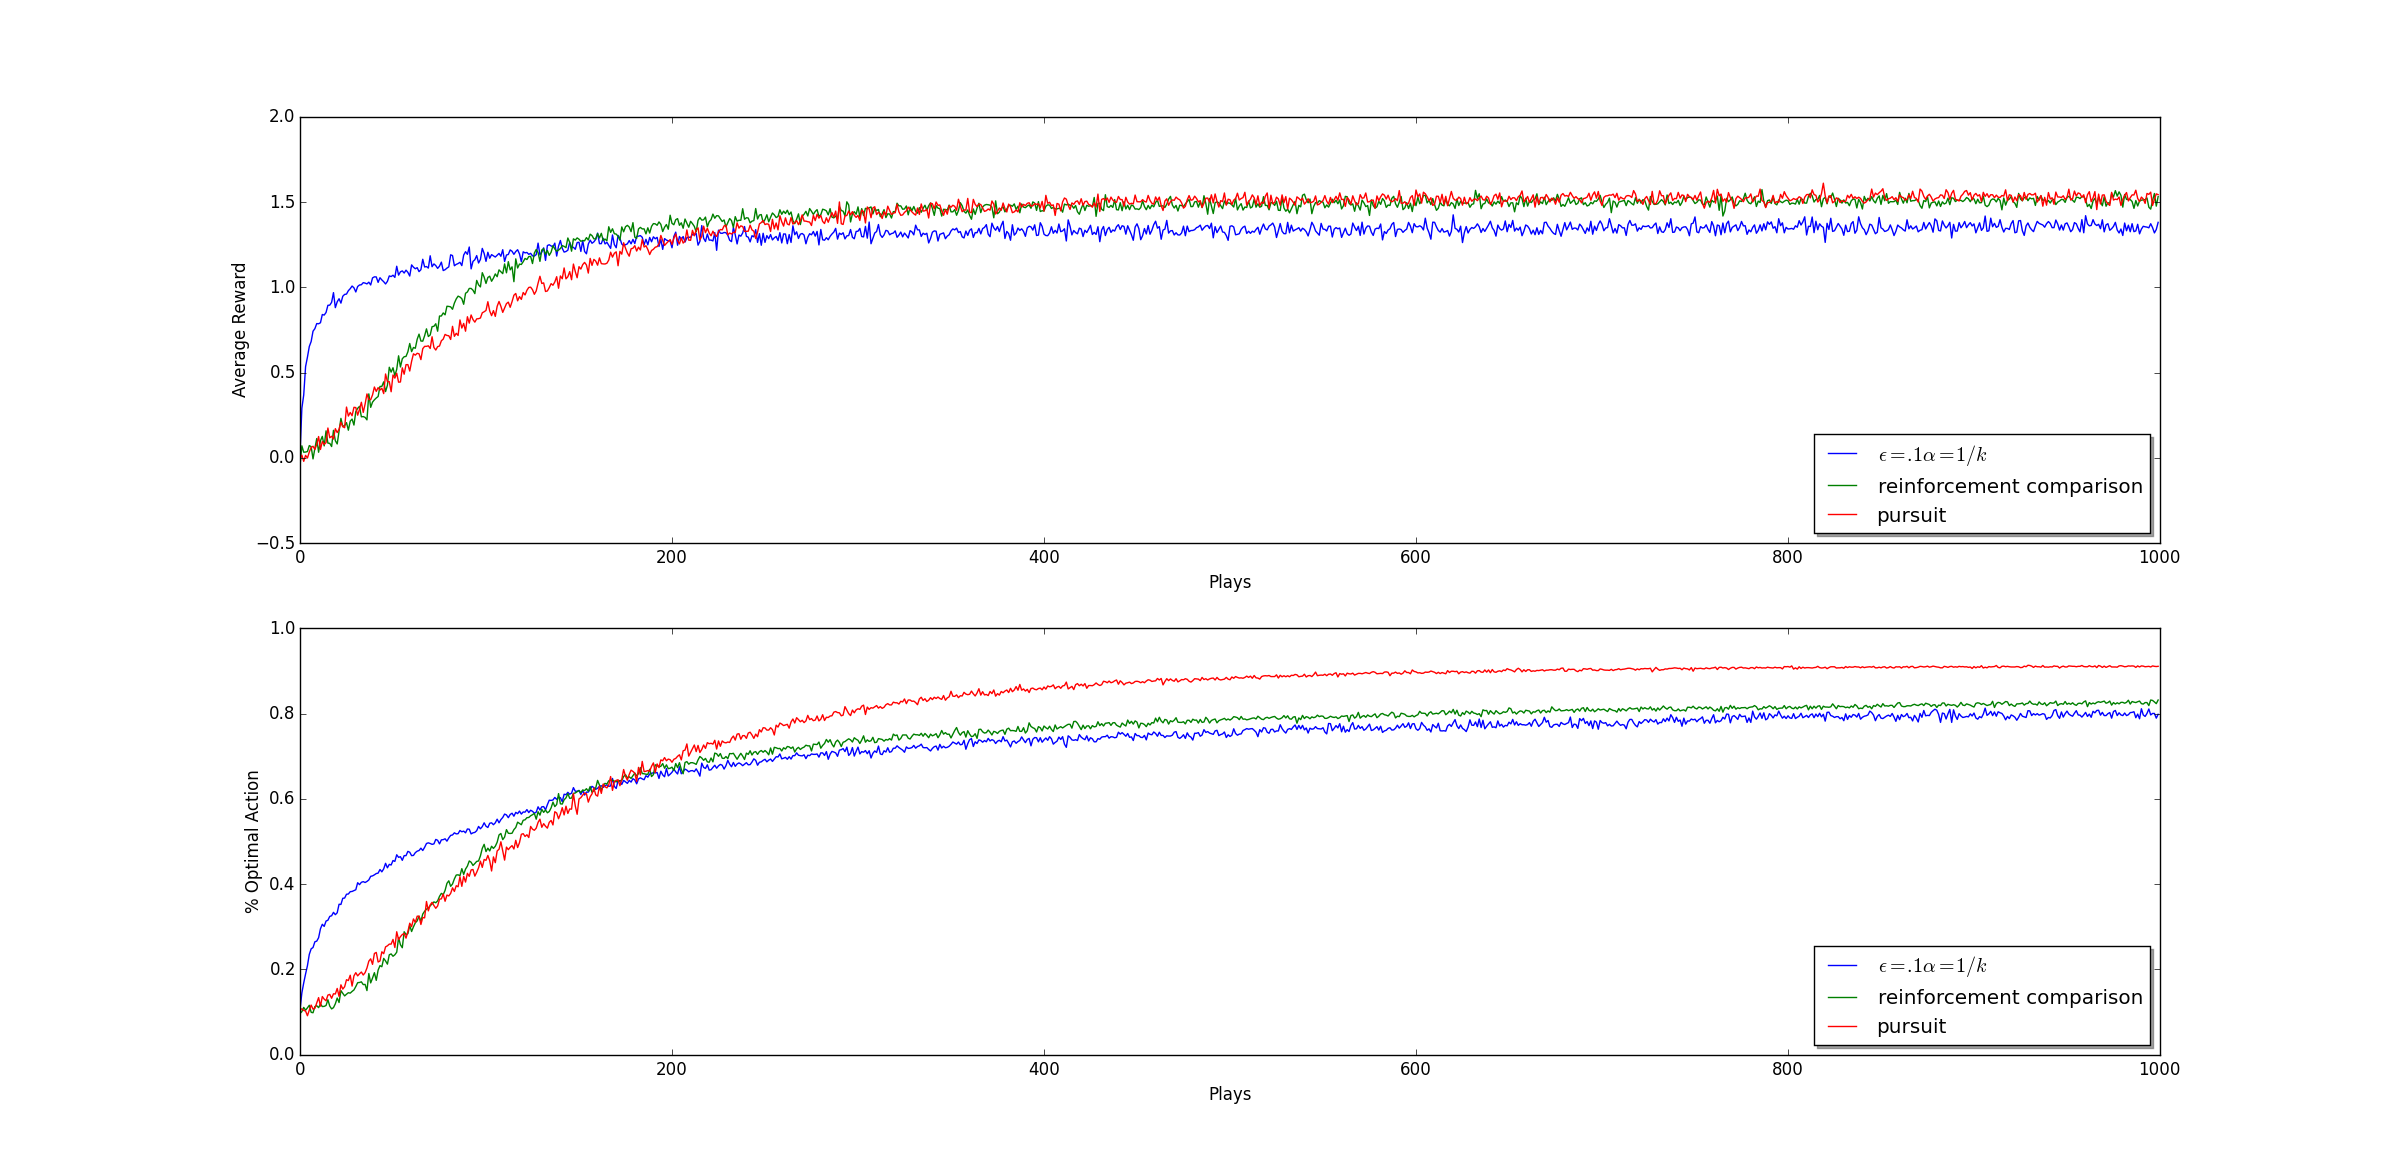 2.0
1.5
1.0
0.5
0.0
−0.5
Average Reward
0
200
400
600
800
1000
Plays
ϵ=.1α=1/k
reinforcement comparison
pursuit
1.0
0.8
0.6
0.4
0.2
0.0
% Optimal Action
0
200
400
600
800
1000
Plays
ϵ=.1α=1/k
reinforcement comparison
pursuit